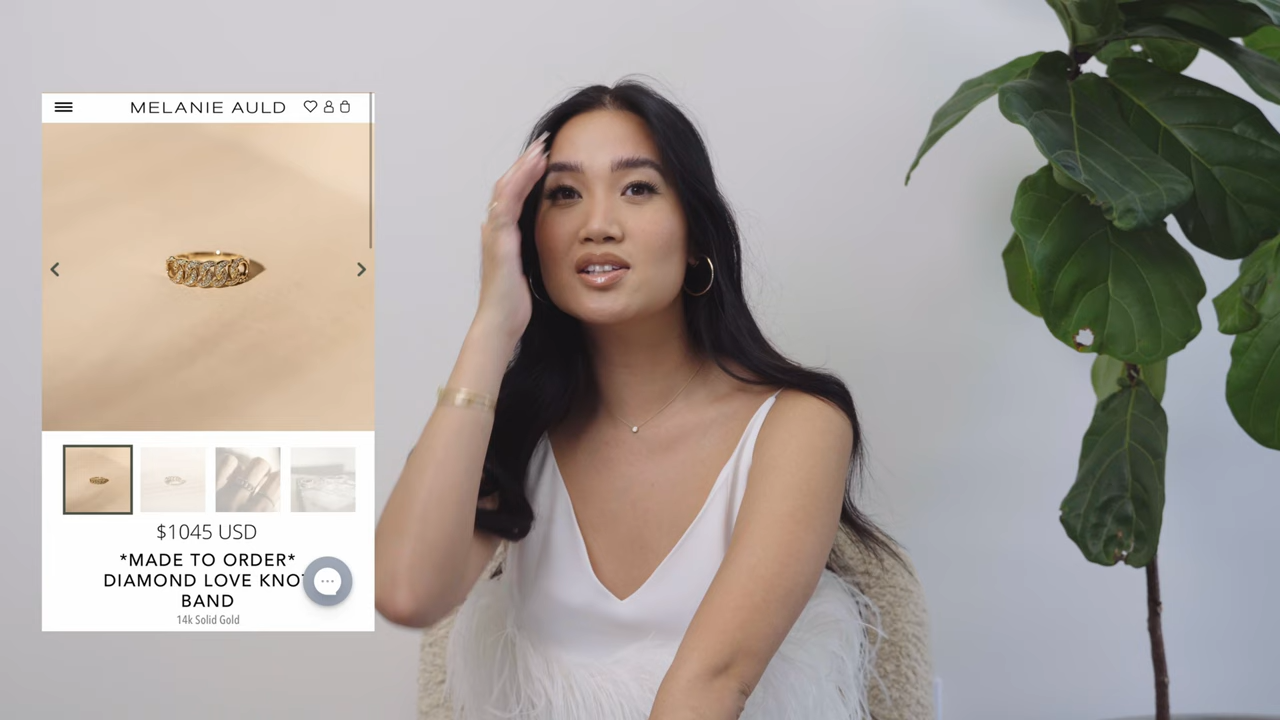 MELANIE AULD
$1045 USD
*MADE TO ORDER*
DIAMOND LOVE KNOT
BAND
14k Solid Gold